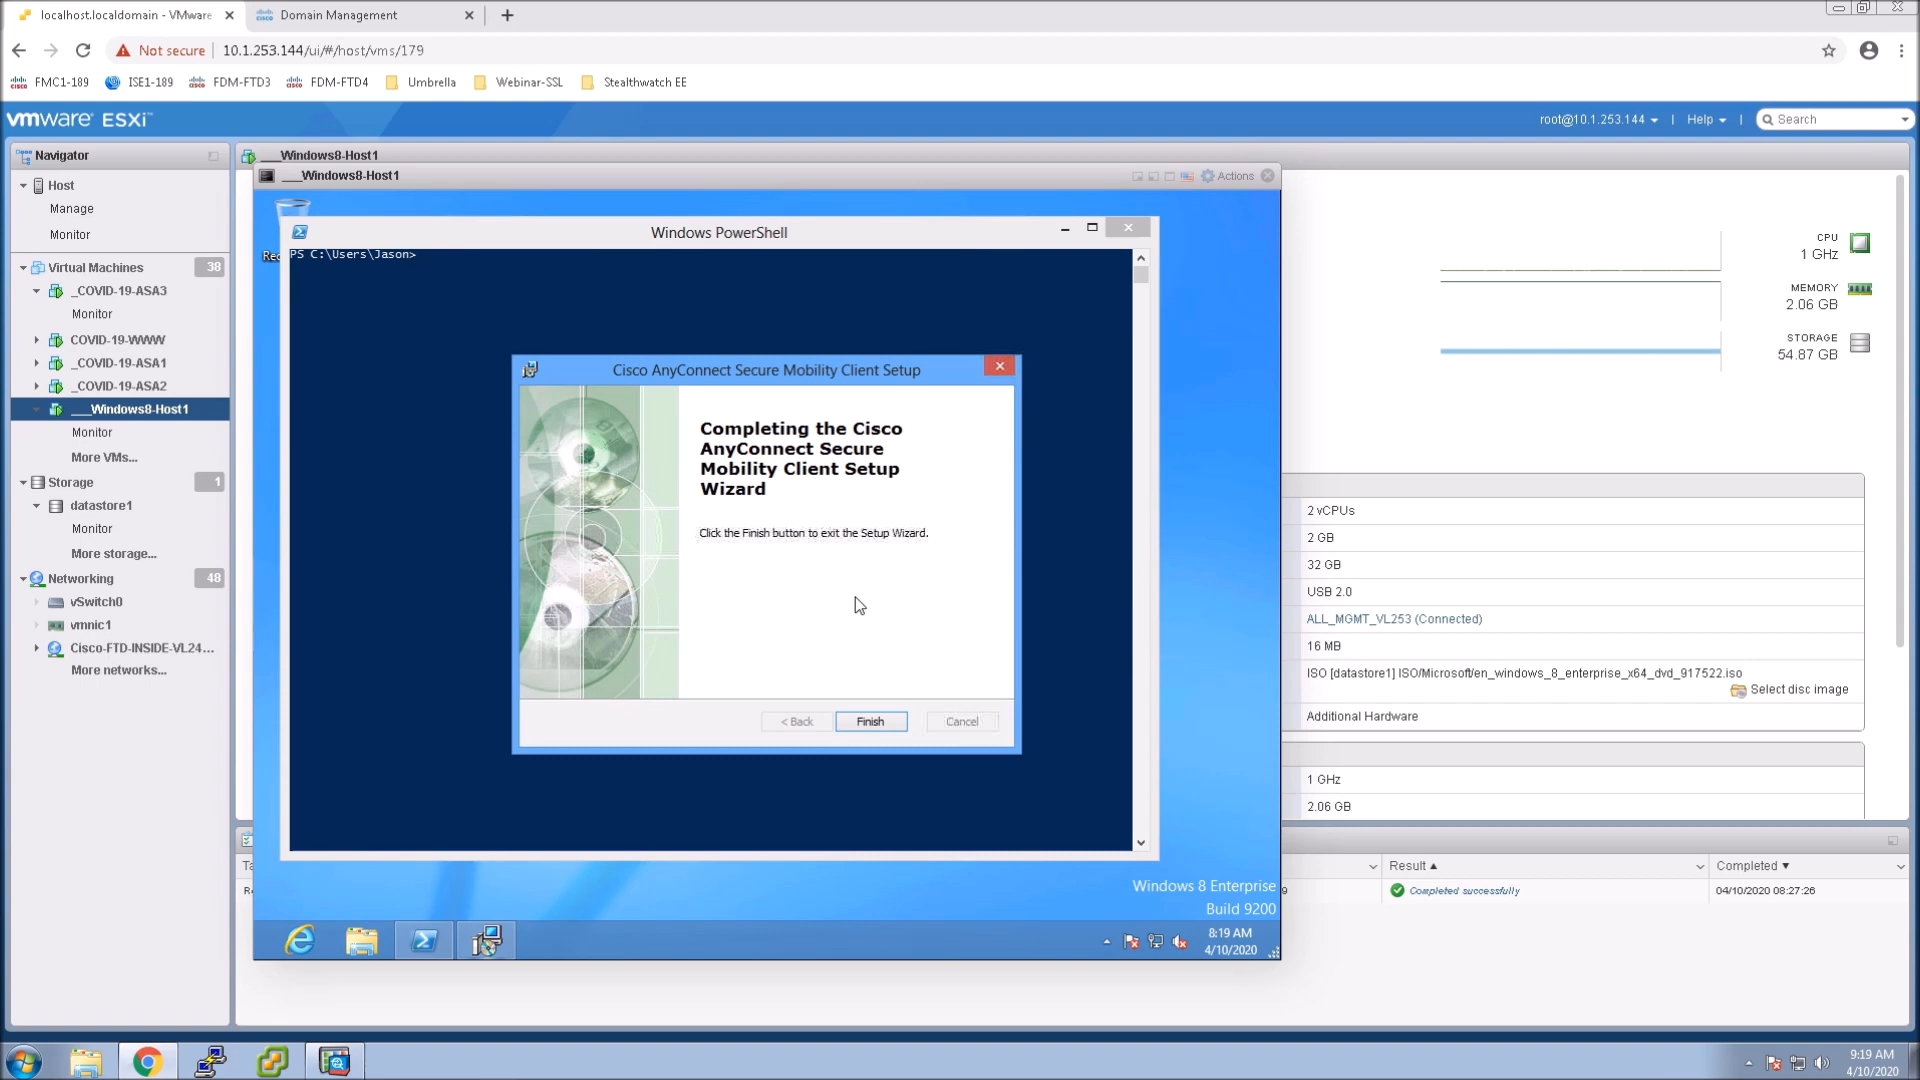 localhost.localdomain - VMware
Domain Management
Not secure
10.1.253.144/ui/#/host/vms/179
FMC1-189
ISE1-189
FDM-FTD3
FDM-FTD4
Umbrella
Webinar-SSL
Stealthwatch EE
vmware ESXi
root@10.1.253.144
Help
Search
Navigator
Host
Manage
Monitor
Virtual Machines
38
_COVID-19-ASA3
Monitor
COVID-19-WWW
_COVID-19-ASA1
_COVID-19-ASA2
___Windows8-Host1
Monitor
More VMs...
Storage
1
datastore1
Monitor
More storage...
Networking
48
vSwitch0
vmnic1
Cisco-FTD-INSIDE-VL24...
More networks...
___Windows8-Host1
___Windows8-Host1
Actions
Windows PowerShell
PS C:\Users\Jason>
Cisco AnyConnect Secure Mobility Client Setup
Completing the Cisco
AnyConnect Secure
Mobility Client Setup
Wizard
Click the Finish button to exit the Setup Wizard.
< Back
Finish
Cancel
Windows 8 Enterprise
Build 9200
8:19 AM
4/10/2020
CPU
1 GHz
MEMORY
2.06 GB
STORAGE
54.87 GB
2 vCPUs
2 GB
32 GB
USB 2.0
ALL_MGMT_VL253 (Connected)
16 MB
ISO [datastore1] ISO/Microsoft/en_windows_8_enterprise_x64_dvd_917522.iso
Select disc image
Additional Hardware
1 GHz
2.06 GB
Result
Completed
Completed successfully
04/10/2020 08:27:26
9:19 AM
4/10/2020